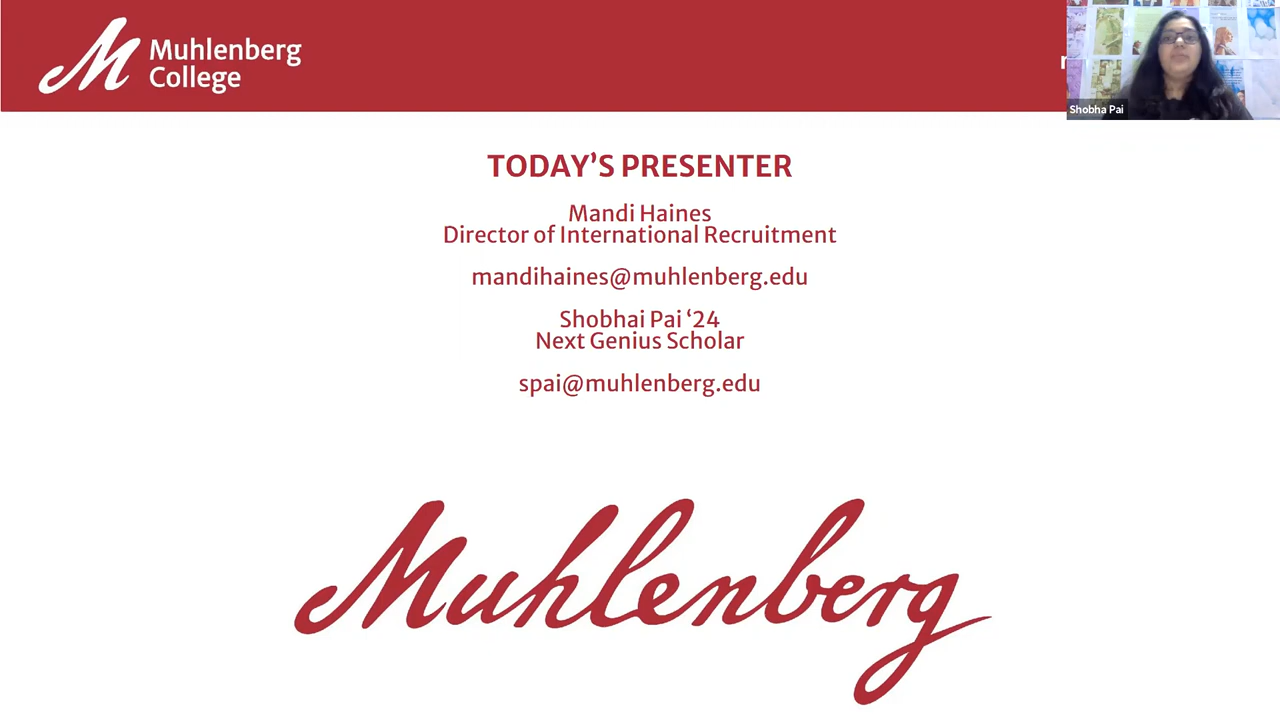 Muhlenberg
College
Shobha Pai
TODAY’S PRESENTER
Mandi Haines
Director of International Recruitment
mandihaines@muhlenberg.edu
Shobhai Pai ‘24
Next Genius Scholar
spai@muhlenberg.edu
Muhlenberg